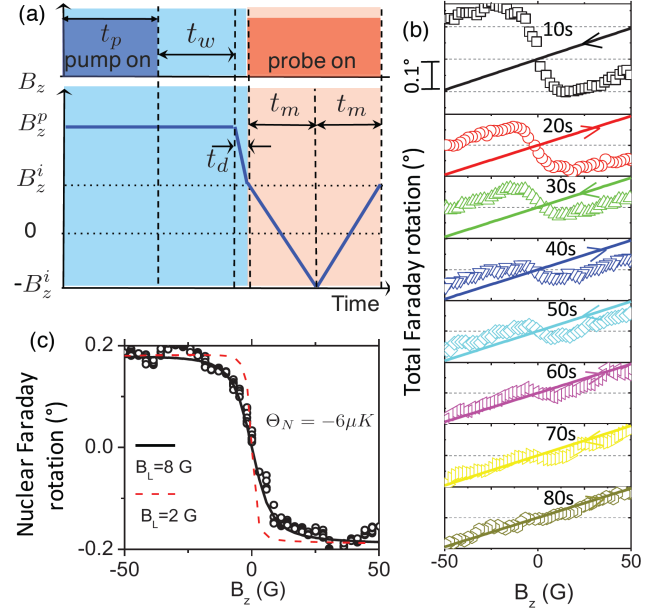 (a)
t_p
pump on
t_w
probe on
B_z
B_z^p
t_m
t_m
t_d
B_z^i
0
-B_z^i
Time
(b)
Total Faraday rotation (°)
0.1°
10s
20s
30s
40s
50s
60s
70s
80s
-50
0
50
B_z (G)
(c)
Nuclear Faraday
rotation (°)
0.2
0.0
-0.2
Θ_N = −6μK
B_L=8 G
B_L=2 G
-50
0
50
B_z (G)